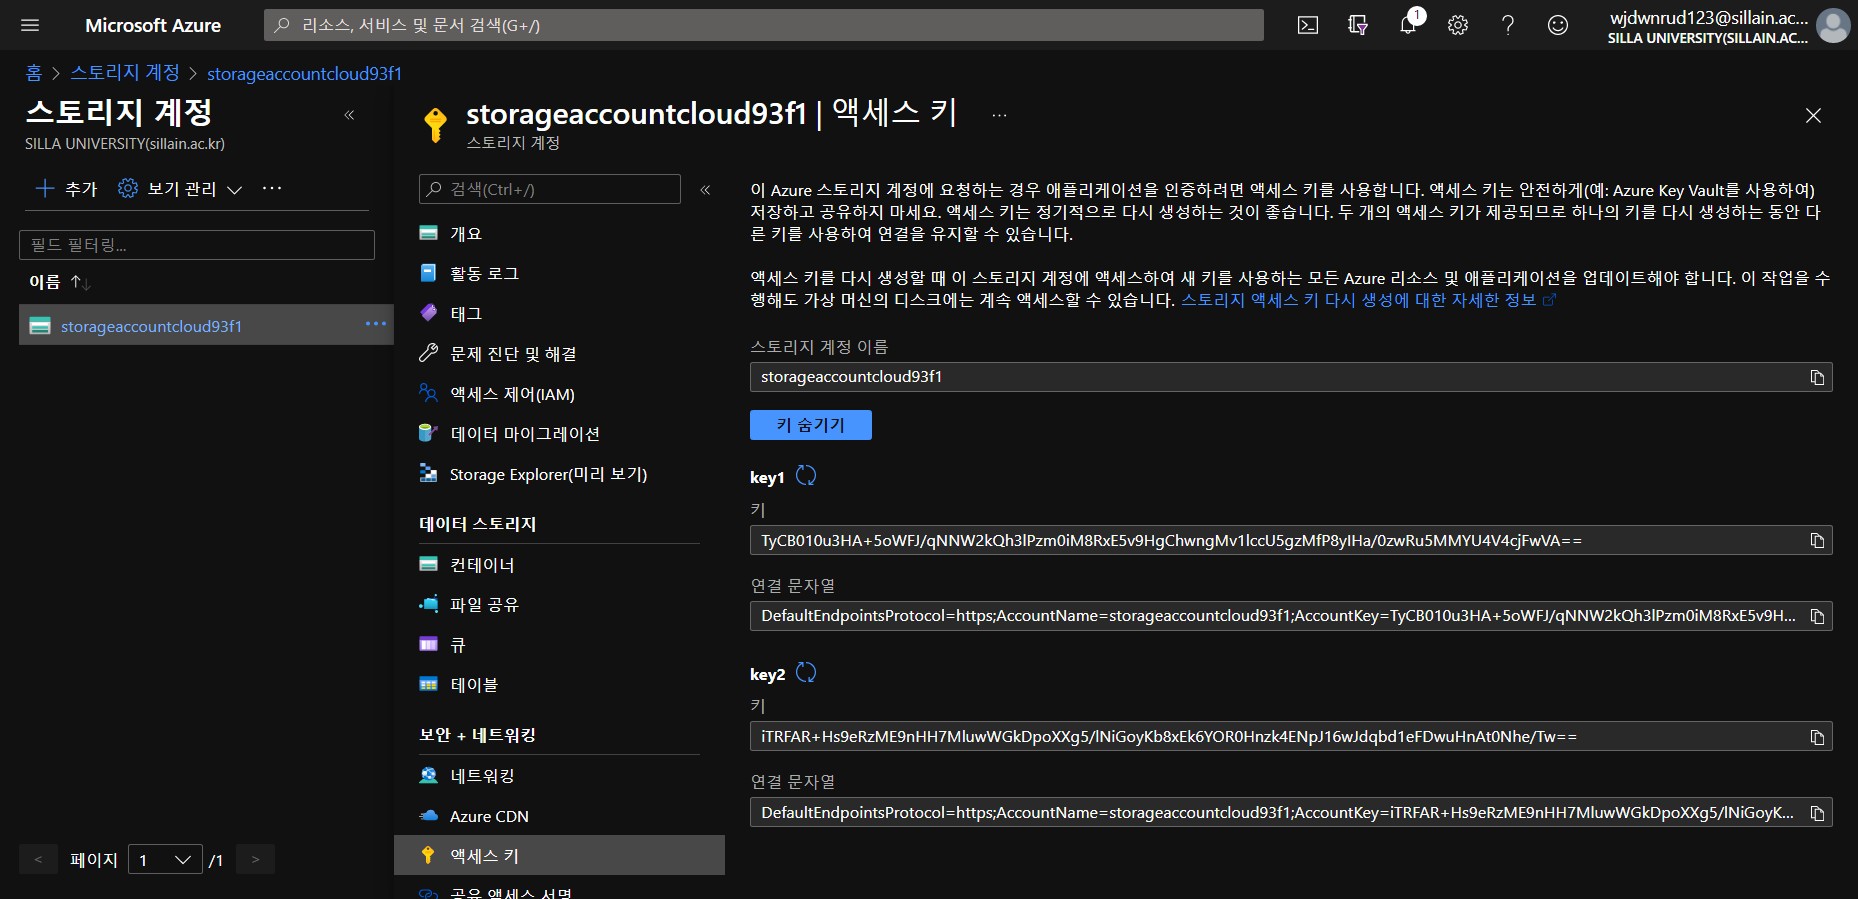 Microsoft Azure
리소스, 서비스 및 문서 검색(G+/)
1
wjdwnrud123@sillain.ac...
SILLA UNIVERSITY(SILLAIN.AC...
홈 > 스토리지 계정 > storageaccountcloud93f1
스토리지 계정
SILLA UNIVERSITY(sillain.ac.kr)
추가 보기 관리 ...
필드 필터링...
이름
storageaccountcloud93f1 ...
< 페이지 1 /1 >
storageaccountcloud93f1 | 액세스 키 ...
스토리지 계정
검색(Ctrl+/)
개요
활동 로그
태그
문제 진단 및 해결
액세스 제어(IAM)
데이터 마이그레이션
Storage Explorer(미리 보기)
데이터 스토리지
컨테이너
파일 공유
큐
테이블
보안 + 네트워킹
네트워킹
Azure CDN
액세스 키
공유 액세스 서명
이 Azure 스토리지 계정에 요청하는 경우 애플리케이션을 인증하려면 액세스 키를 사용합니다. 액세스 키는 안전하게(예: Azure Key Vault를 사용하여)
저장하고 공유하지 마세요. 액세스 키는 정기적으로 다시 생성하는 것이 좋습니다. 두 개의 액세스 키가 제공되므로 하나의 키를 다시 생성하는 동안 다
른 키를 사용하여 연결을 유지할 수 있습니다.
액세스 키를 다시 생성할 때 이 스토리지 계정에 액세스하여 새 키를 사용하는 모든 Azure 리소스 및 애플리케이션을 업데이트해야 합니다. 이 작업을 수
행해도 가상 머신의 디스크에는 계속 액세스할 수 있습니다. 스토리지 액세스 키 다시 생성에 대한 자세한 정보
스토리지 계정 이름
storageaccountcloud93f1
키 숨기기
key1
키
TyCB010u3HA+5oWFJ/qNNW2kQh3lPzm0iM8RxE5v9HgChwngMv1lccU5gzMfP8yIHa/0zwRu5MMYU4V4cjFwVA==
연결 문자열
DefaultEndpointsProtocol=https;AccountName=storageaccountcloud93f1;AccountKey=TyCB010u3HA+5oWFJ/qNNW2kQh3lPzm0iM8RxE5v9H...
key2
키
iTRFAR+Hs9eRzME9nHH7MluwWGkDpoXXg5/lNiGoyKb8xEk6YOR0Hnzk4ENpJ16wJdqbd1eFDwuHnAt0Nhe/Tw==
연결 문자열
DefaultEndpointsProtocol=https;AccountName=storageaccountcloud93f1;AccountKey=iTRFAR+Hs9eRzME9nHH7MluwWGkDpoXXg5/lNiGoyK...